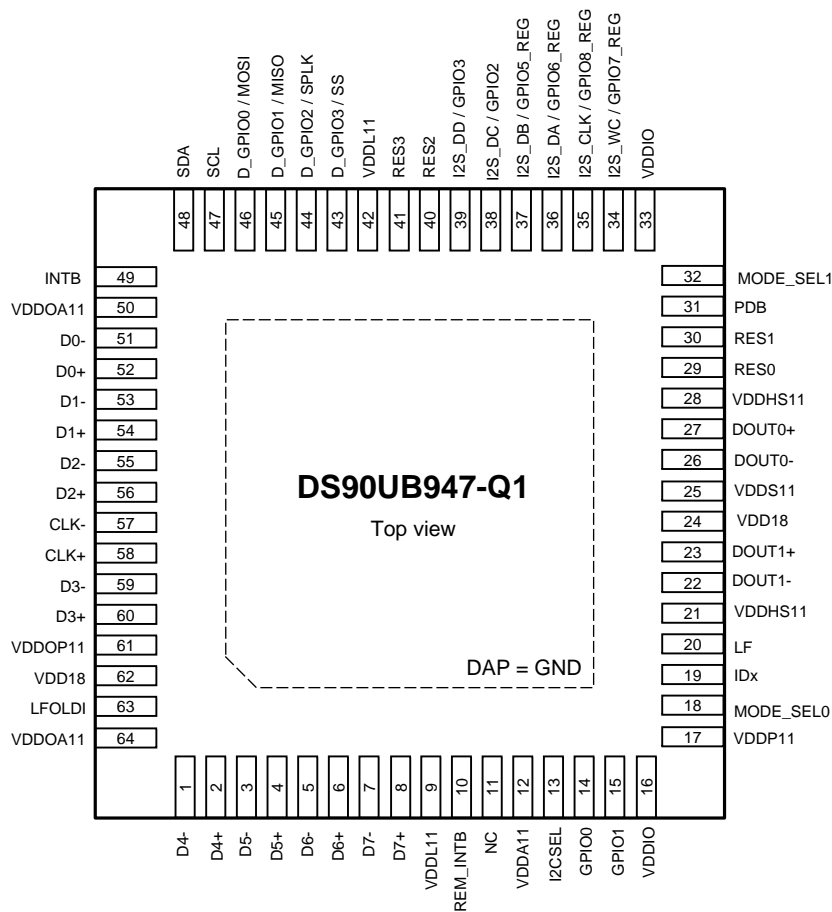 SDA
SCL
D_GPIO0 / MOSI
D_GPIO1 / MISO
D_GPIO2 / SPLK
D_GPIO3 / SS
VDDL11
RES3
RES2
I2S_DD / GPIO3
I2S_DC / GPIO2
I2S_DB / GPIO5_REG
I2S_DA / GPIO6_REG
I2S_CLK / GPIO8_REG
I2S_WC / GPIO7_REG
VDDIO
48
47
46
45
44
43
42
41
40
39
38
37
36
35
34
33
INTB 49
VDDOA11 50
D0- 51
D0+ 52
D1- 53
D1+ 54
D2- 55
D2+ 56
CLK- 57
CLK+ 58
D3- 59
D3+ 60
VDDOP11 61
VDD18 62
LFOLDI 63
VDDOA11 64
DS90UB947-Q1
Top view
DAP = GND
32 MODE_SEL1
31 PDB
30 RES1
29 RES0
28 VDDHS11
27 DOUT0+
26 DOUT0-
25 VDDS11
24 VDD18
23 DOUT1+
22 DOUT1-
21 VDDHS11
20 LF
19 IDx
18 MODE_SEL0
17 VDDP11
1
2
3
4
5
6
7
8
9
10
11
12
13
14
15
16
D4-
D4+
D5-
D5+
D6-
D6+
D7-
D7+
VDDL11
REM_INTB
NC
VDDA11
I2CSEL
GPIO0
GPIO1
VDDIO